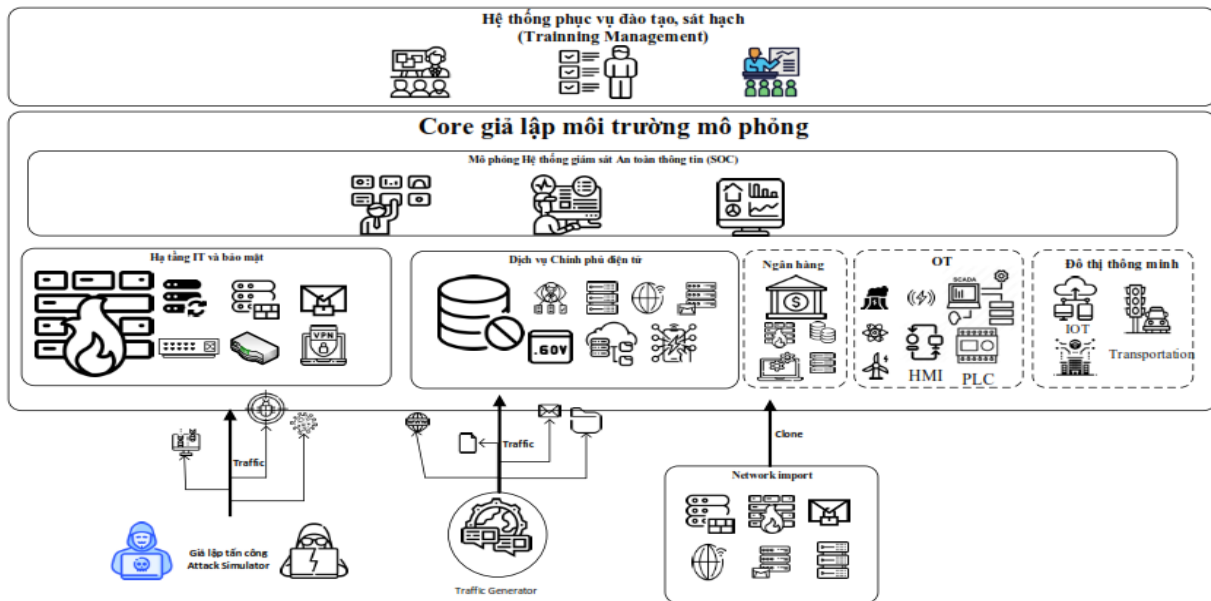 Hệ thống phục vụ đào tạo, sát hạch
(Trainning Management)
Core giả lập môi trường mô phỏng
Mô phỏng Hệ thống giám sát An toàn thông tin (SOC)
Hạ tầng IT và bảo mật
VPN
Dịch vụ Chính phủ điện tử
.GOV
Ngân hàng
OT
SCADA
HMI
PLC
Đô thị thông minh
IOT
Transportation
Traffic
Traffic
Clone
Network import
Giả lập tấn công
Attack Simulator
Traffic Generator